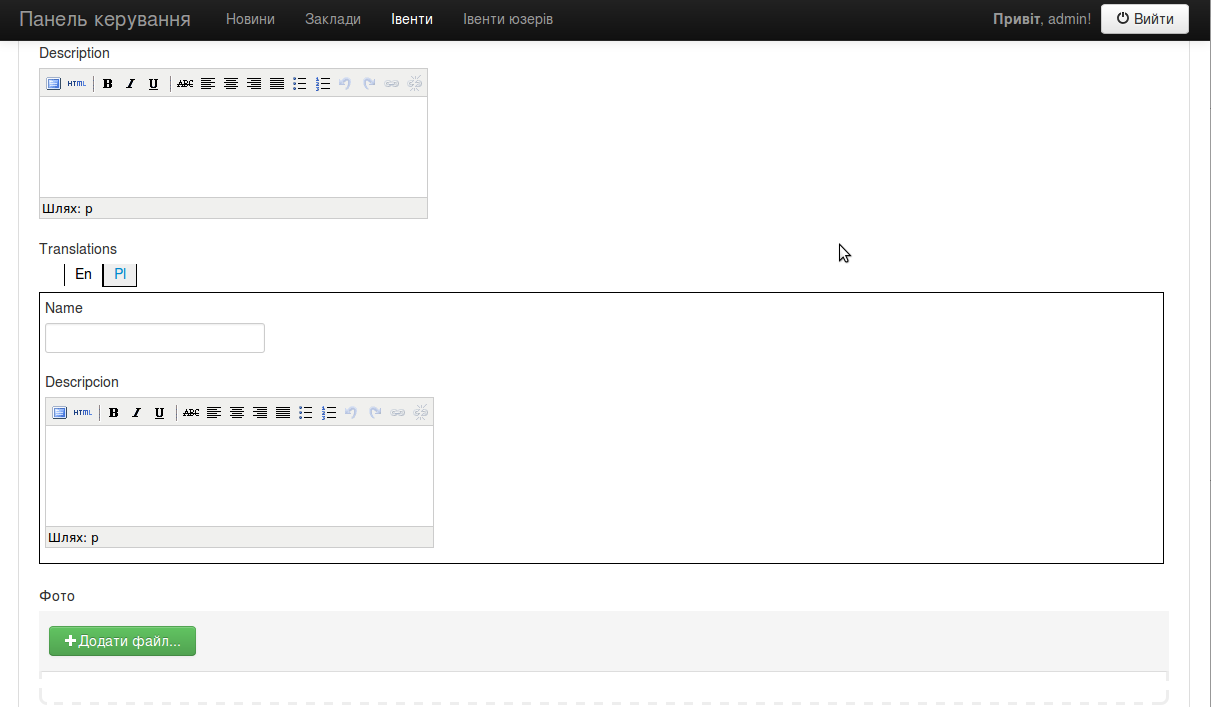 Панель керування Новини Заклади Івенти Івенти юзерів Привіт, admin! Вийти
Description
HTML B I U ABC
Шлях: p
Translations
En Pl
Name
Descripcion
HTML B I U ABC
Шлях: p
Фото
Додати файл...